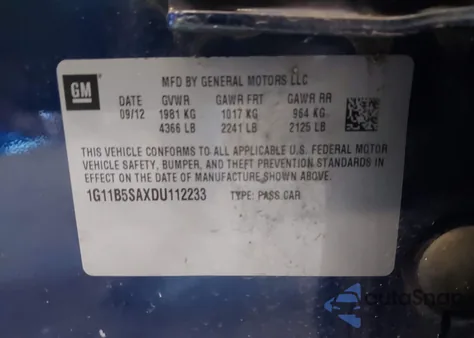 GM
MFD BY GENERAL MOTORS LLC
DATE GVWR GAWR FRT GAWR RR
09/12 1981 KG 1017 KG 964 KG
4366 LB 2241 LB 2125 LB
THIS VEHICLE CONFORMS TO ALL APPLICABLE U.S. FEDERAL MOTOR
VEHICLE SAFETY, BUMPER, AND THEFT PREVENTION STANDARDS IN
EFFECT ON THE DATE OF MANUFACTURE SHOWN ABOVE.
1G11B5SAXDU112233 TYPE: PASS CAR
autoSnap